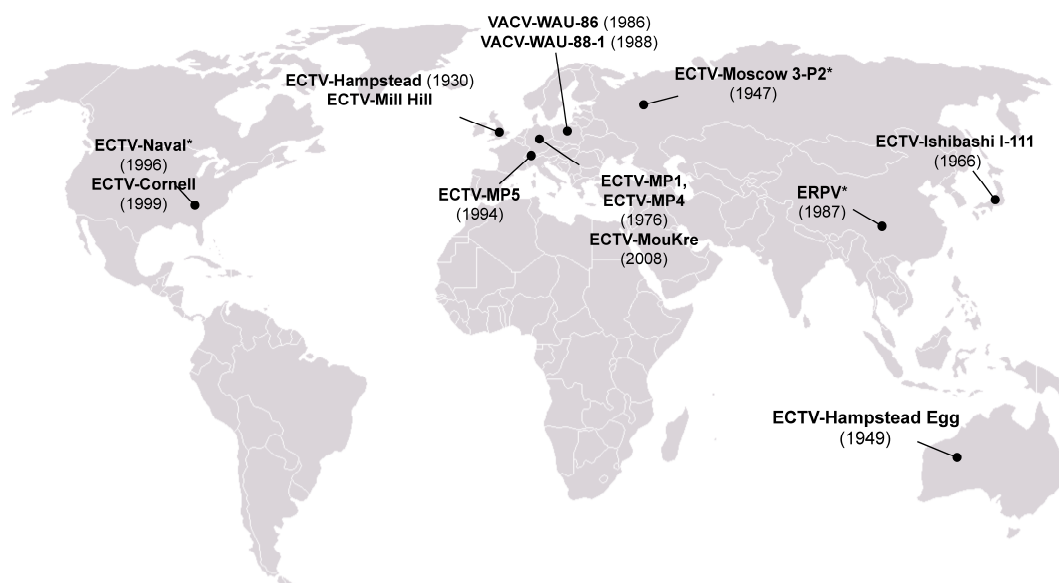 VACV-WAU-86 (1986)
VACV-WAU-88-1 (1988)
ECTV-Hampstead (1930)
ECTV-Mill Hill
ECTV-Moscow 3-P2*
(1947)
ECTV-Naval*
(1996)
ECTV-Cornell
(1999)
ECTV-Ishibashi I-111
(1966)
ECTV-MP5
(1994)
ECTV-MP1,
ECTV-MP4
(1976)
ECTV-MouKre
(2008)
ERPV*
(1987)
ECTV-Hampstead Egg
(1949)